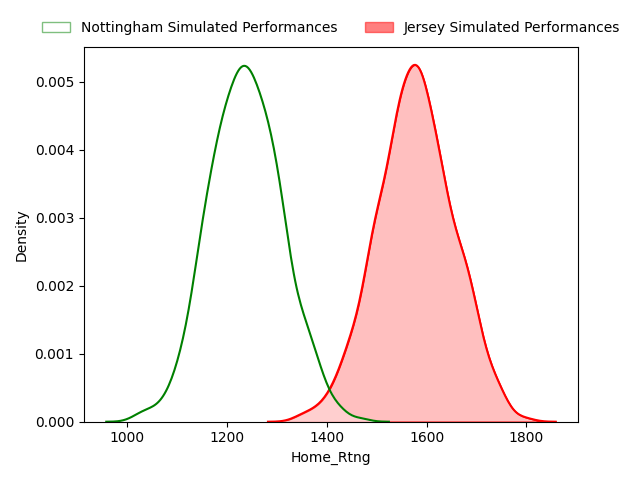 Nottingham Simulated Performances Jersey Simulated Performances
0.005
0.004
0.003
0.002
0.001
0.000
Density
1000 1200 1400 1600 1800
Home_Rtng